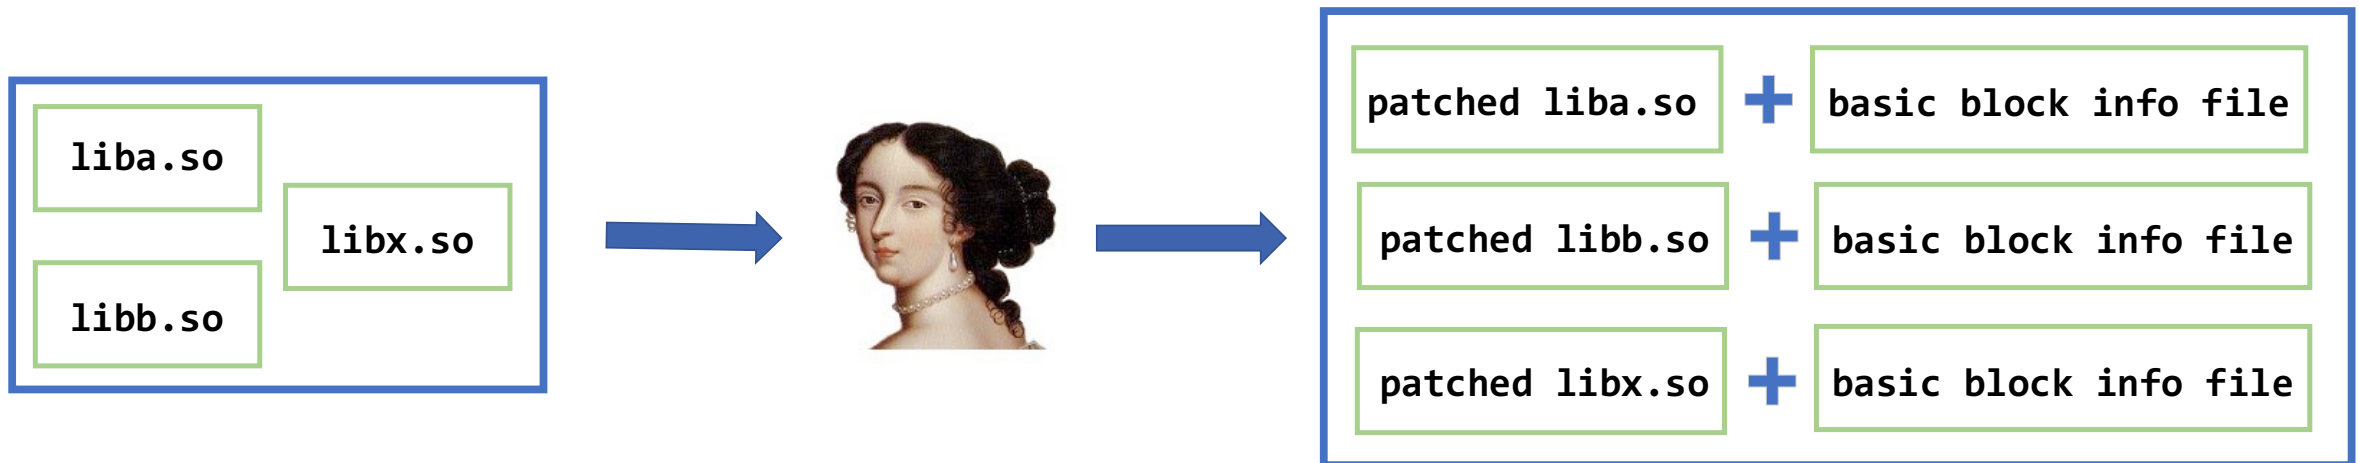 liba.so
libx.so
libb.so
patched liba.so + basic block info file
patched libb.so + basic block info file
patched libx.so + basic block info file